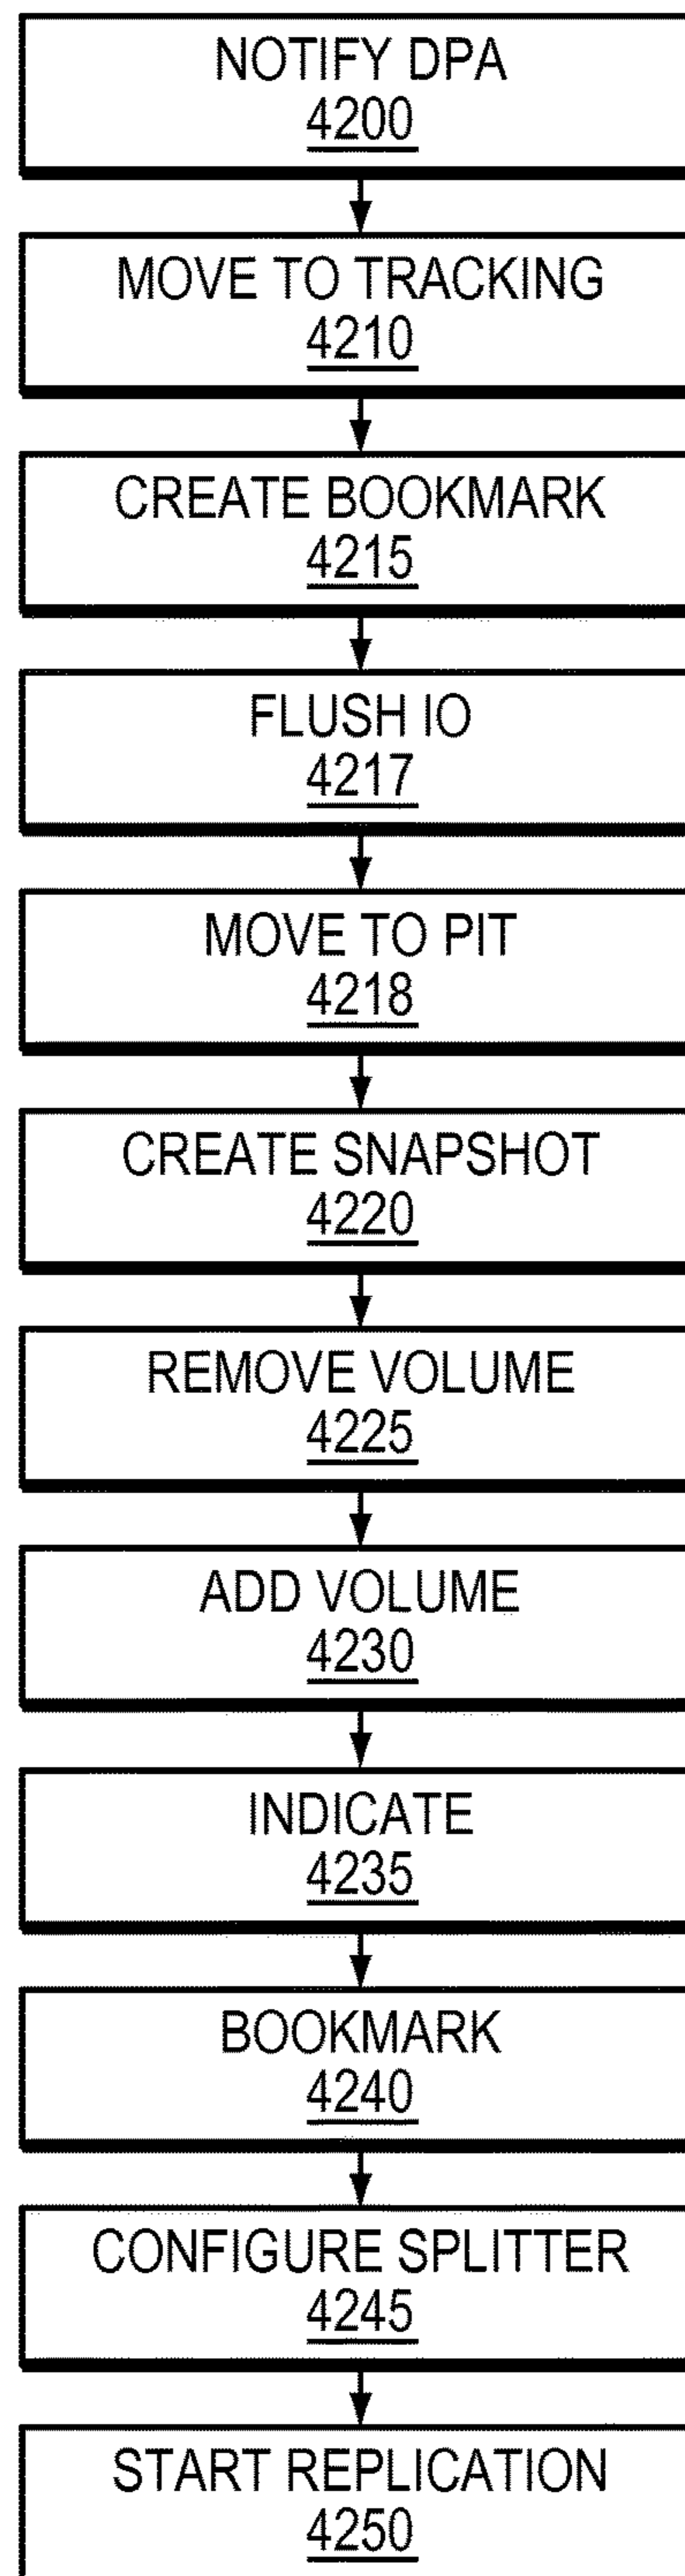 NOTIFY DPA
4200
MOVE TO TRACKING
4210
CREATE BOOKMARK
4215
FLUSH IO
4217
MOVE TO PIT
4218
CREATE SNAPSHOT
4220
REMOVE VOLUME
4225
ADD VOLUME
4230
INDICATE
4235
BOOKMARK
4240
CONFIGURE SPLITTER
4245
START REPLICATION
4250